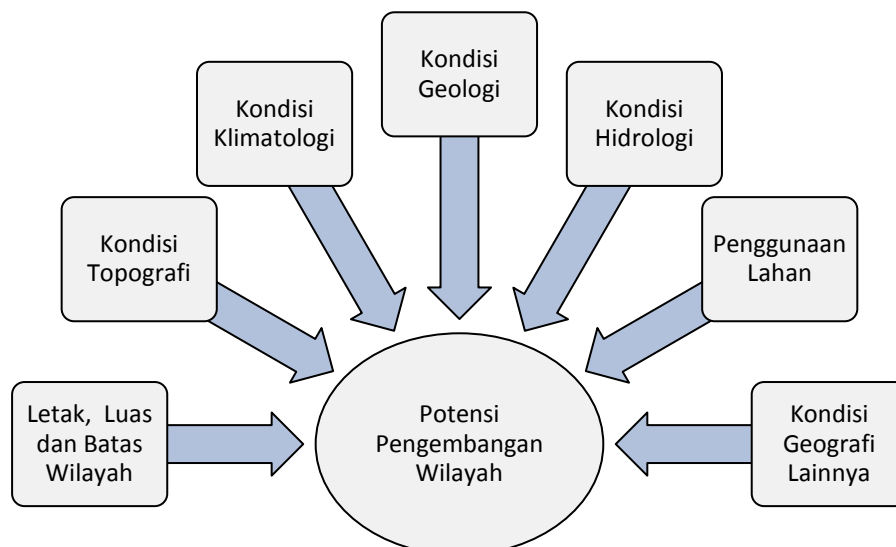 Kondisi
Geologi
Kondisi
Klimatologi
Kondisi
Hidrologi
Kondisi
Topografi
Penggunaan
Lahan
Letak, Luas
dan Batas
Wilayah
Potensi
Pengembangan
Wilayah
Kondisi
Geografi
Lainnya